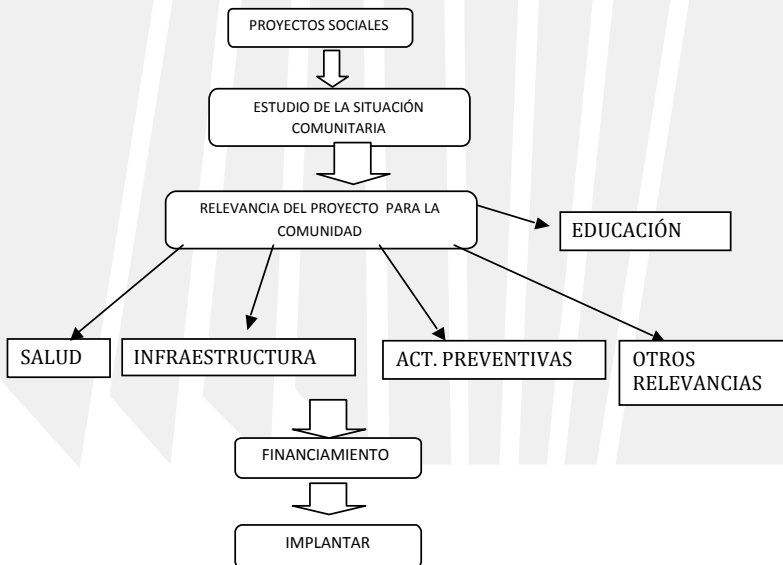 PROYECTOS SOCIALES
ESTUDIO DE LA SITUACIÓN
COMUNITARIA
RELEVANCIA DEL PROYECTO PARA LA
COMUNIDAD
EDUCACIÓN
SALUD
INFRAESTRUCTURA
ACT. PREVENTIVAS
OTROS
RELEVANCIAS
FINANCIAMIENTO
IMPLANTAR